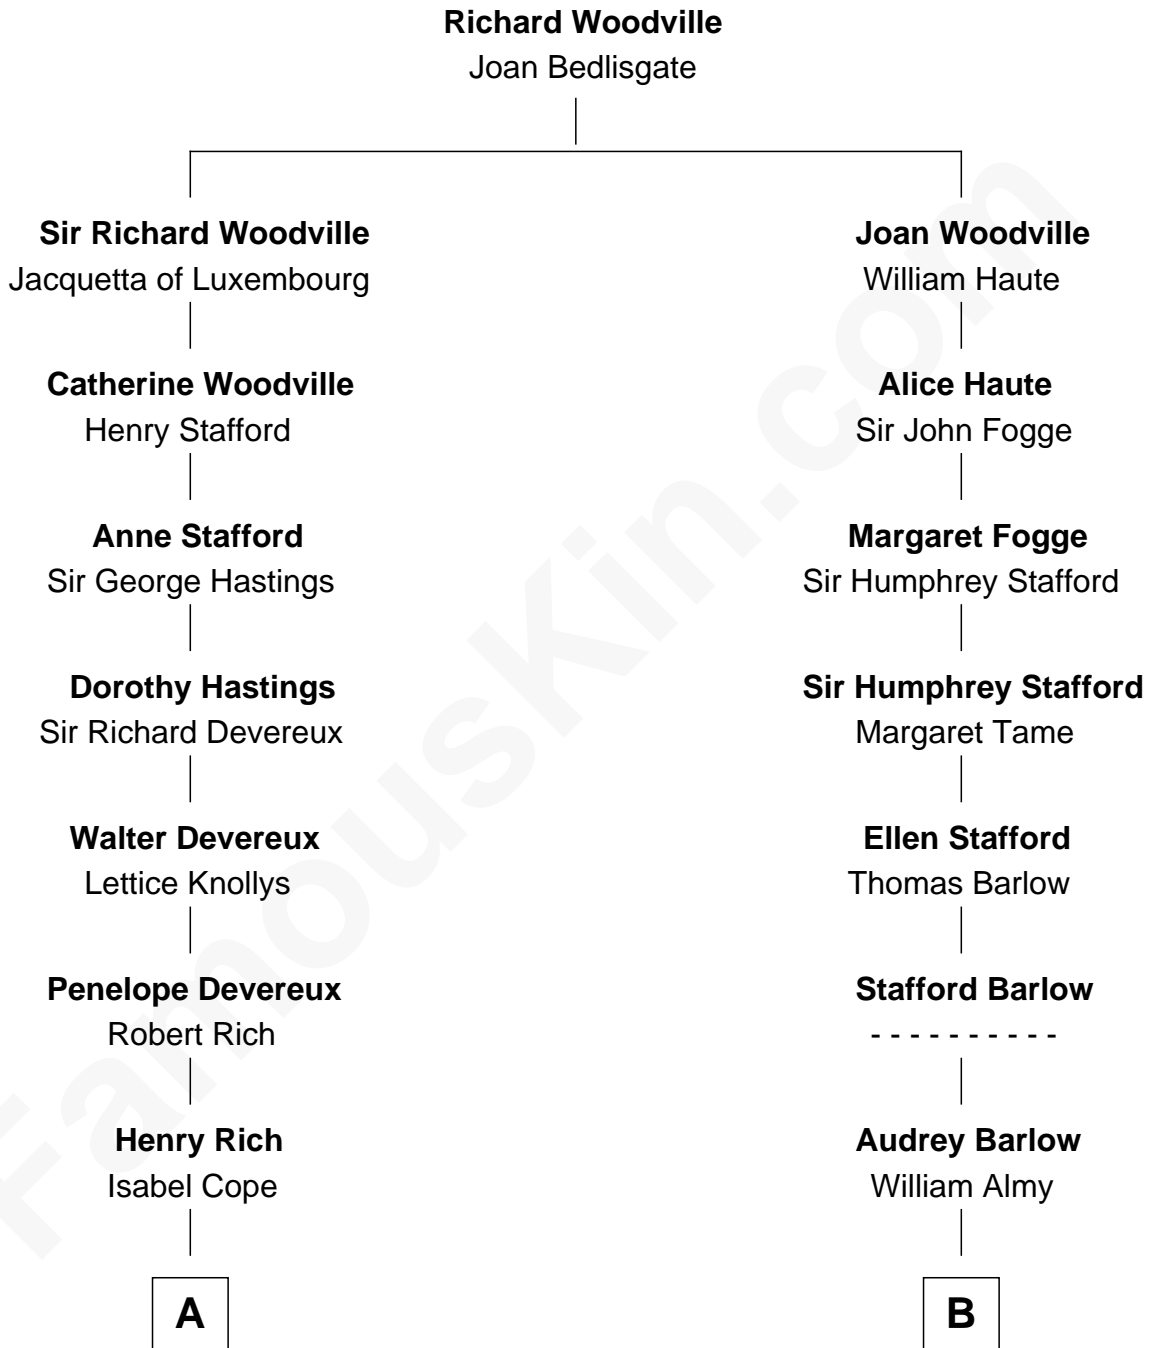 Richard Woodville
Joan Bedlisgate
Sir Richard Woodville
Jacquetta of Luxembourg
Joan Woodville
William Haute
Catherine Woodville
Henry Stafford
Alice Haute
Sir John Fogge
Anne Stafford
Sir George Hastings
Margaret Fogge
Sir Humphrey Stafford
Dorothy Hastings
Sir Richard Devereux
Sir Humphrey Stafford
Margaret Tame
Walter Devereux
Lettice Knollys
Ellen Stafford
Thomas Barlow
Penelope Devereux
Robert Rich
Stafford Barlow
- - - - - - - - - -
Henry Rich
Isabel Cope
Audrey Barlow
William Almy
A
B
FamousKin.com